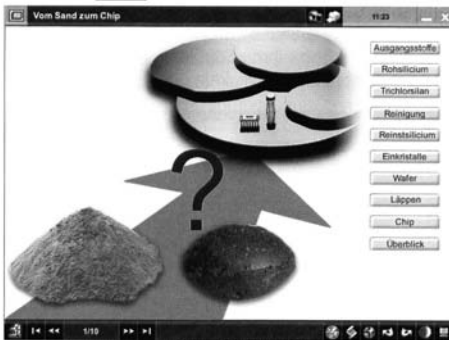 Vom Sand zum Chip
11:23
Ausgangsstoffe
Rohsilicium
Trichlorsilan
Reinigung
Reinstsilicium
Einkristalle
Wafer
Läppen
Chip
Überblick
?
1/10